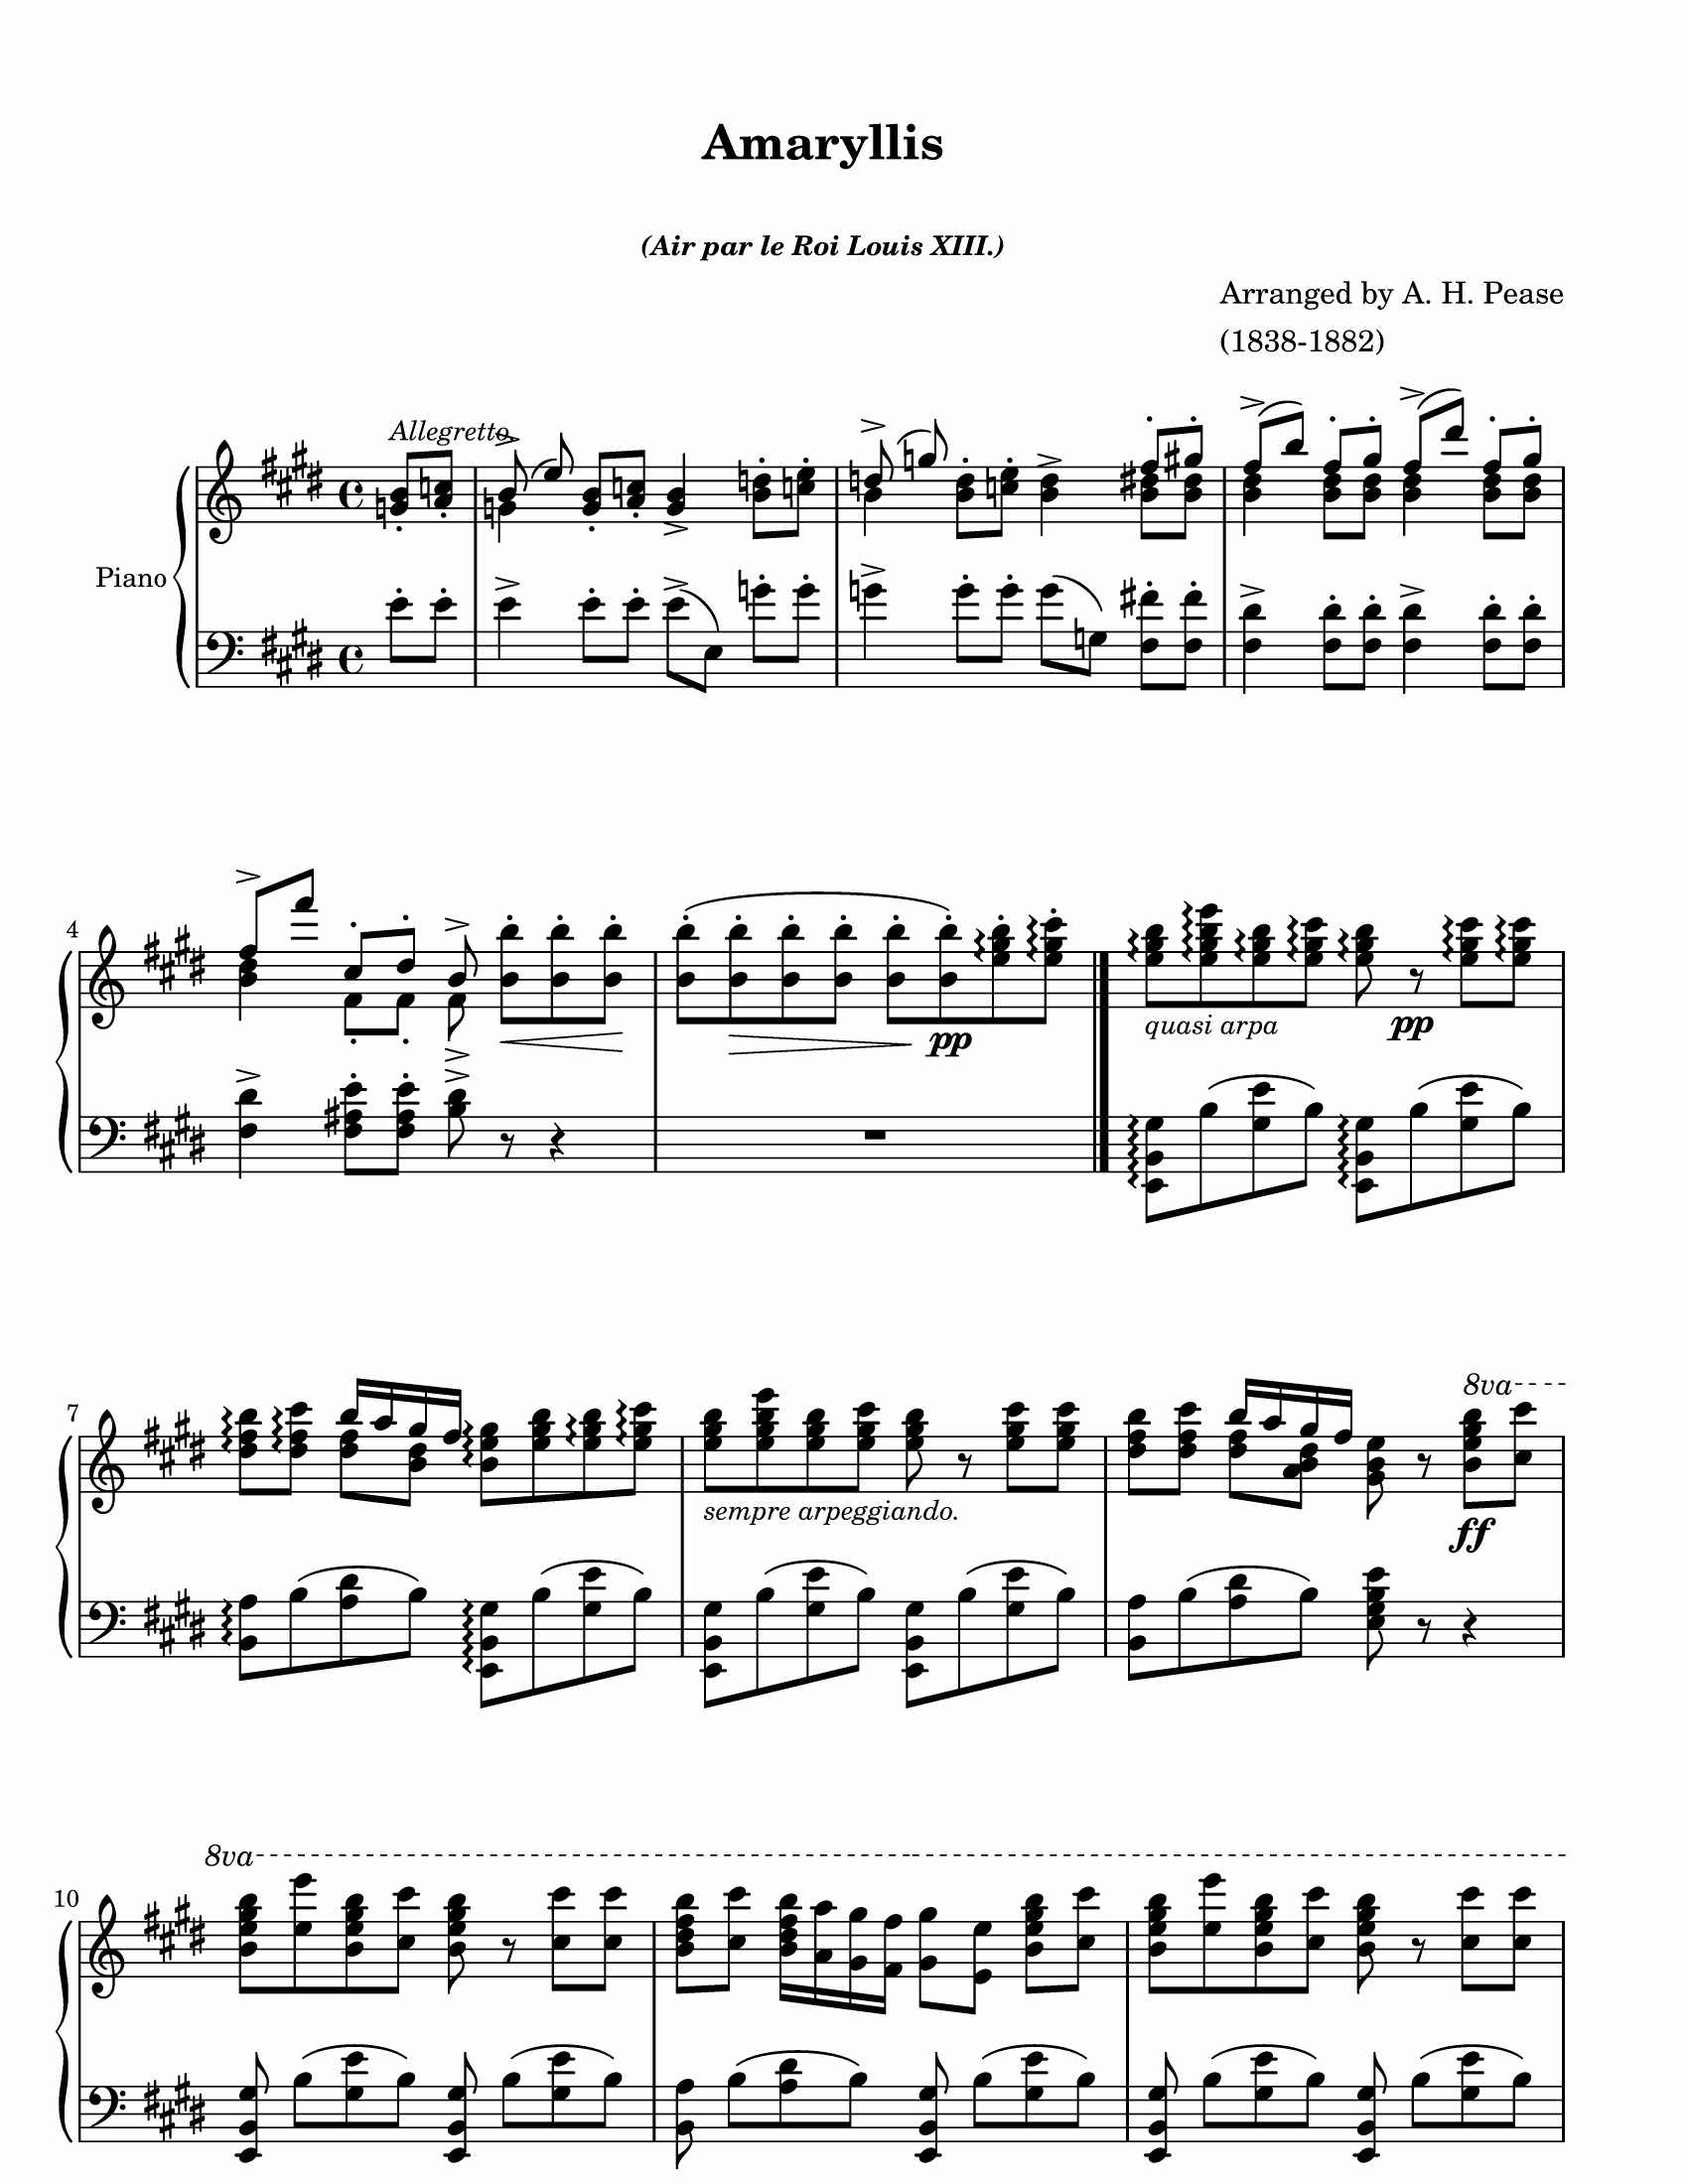 Amaryllis
(Air par le Roi Louis XIII.)
Arranged by A. H. Pease
(1838-1882)
Allegretto
Piano
4
pp
quasi arpa
pp
7
8va
sempre arpeggiando.
ff
10
8va